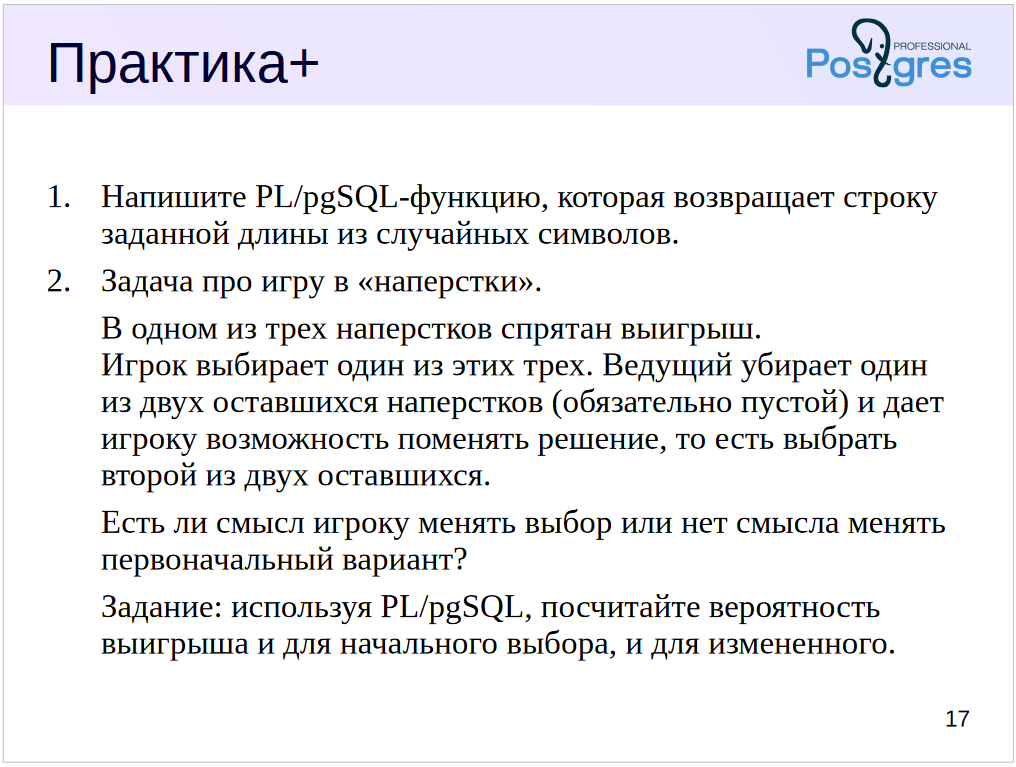 Практика+
PROFESSIONAL
Postgres
1. Напишите PL/pgSQL-функцию, которая возвращает строку
заданной длины из случайных символов.
2. Задача про игру в «наперстки».
В одном из трех наперстков спрятан выигрыш.
Игрок выбирает один из этих трех. Ведущий убирает один
из двух оставшихся наперстков (обязательно пустой) и дает
игроку возможность поменять решение, то есть выбрать
второй из двух оставшихся.
Есть ли смысл игроку менять выбор или нет смысла менять
первоначальный вариант?
Задание: используя PL/pgSQL, посчитайте вероятность
выигрыша и для начального выбора, и для измененного.
17